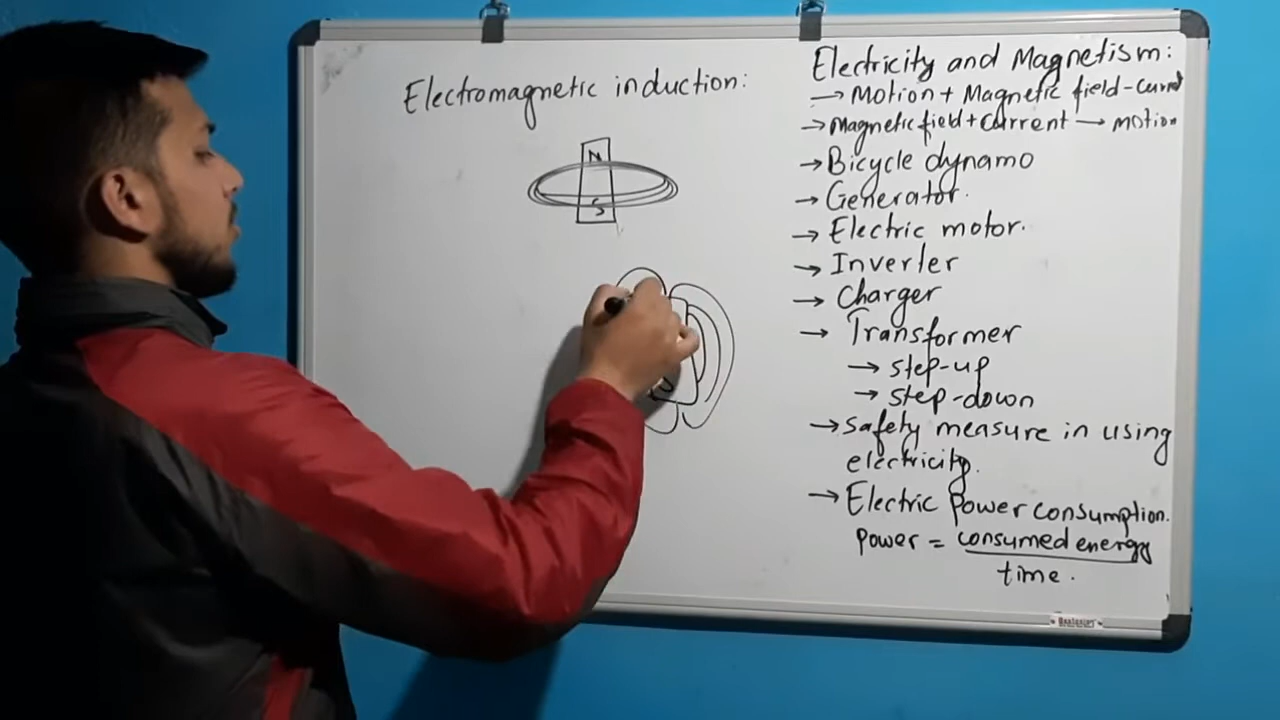 Electromagnetic induction:
N
S
S
Electricity and Magnetism:
→ Motion + Magnetic field - current
→ Magnetic field + current → motion
→ Bicycle dynamo
→ Generator.
→ Electric motor.
→ Inverter
→ Charger
→ Transformer
→ step-up
→ step-down
→ safety measure in using
electricity.
→ Electric Power consumption.
Power = consumed energy
time.